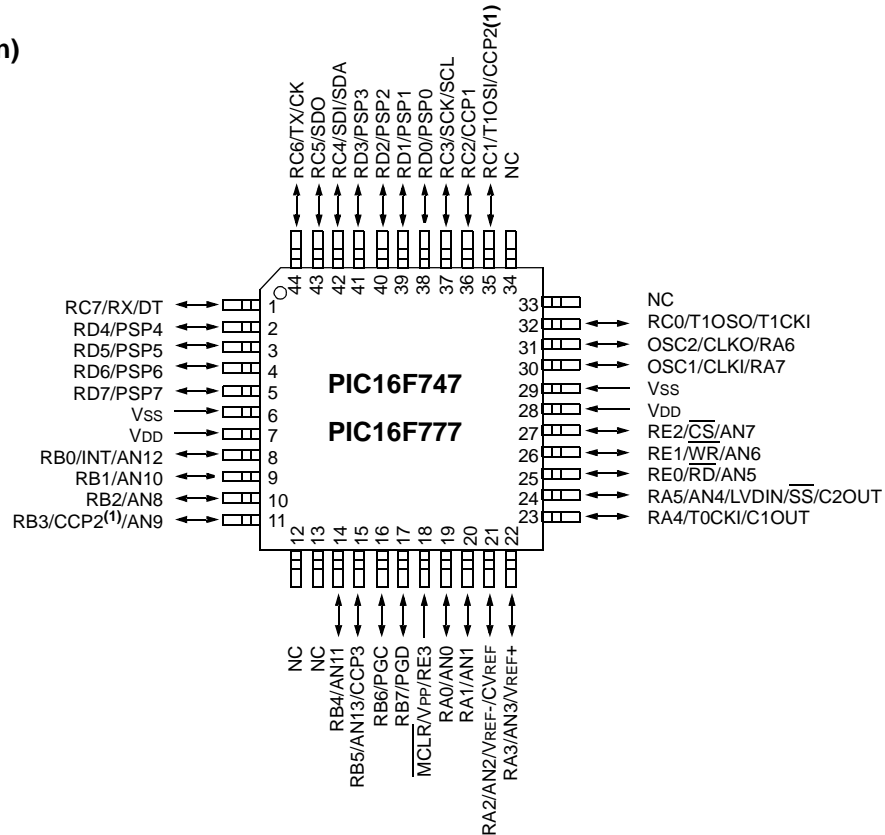 n)
RC6/TX/CK
RC5/SDO
RC4/SDI/SDA
RD3/PSP3
RD2/PSP2
RD1/PSP1
RD0/PSP0
RC3/SCK/SCL
RC2/CCP1
RC1/T1OSI/CCP2(1)
NC
44
43
42
41
40
39
38
37
36
35
34
RC7/RX/DT 1
RD4/PSP4 2
RD5/PSP5 3
RD6/PSP6 4
RD7/PSP7 5
VSS 6
VDD 7
RB0/INT/AN12 8
RB1/AN10 9
RB2/AN8 10
RB3/CCP2(1)/AN9 11
PIC16F747
PIC16F777
33 NC
32 RC0/T1OSO/T1CKI
31 OSC2/CLKO/RA6
30 OSC1/CLKI/RA7
29 VSS
28 VDD
27 RE2/CS/AN7
26 RE1/WR/AN6
25 RE0/RD/AN5
24 RA5/AN4/LVDIN/SS/C2OUT
23 RA4/T0CKI/C1OUT
12
13
14
15
16
17
18
19
20
21
22
NC
NC
RB4/AN11
RB5/AN13/CCP3
RB6/PGC
RB7/PGD
MCLR/VPP/RE3
RA0/AN0
RA1/AN1
RA2/AN2/VREF-/CVREF
RA3/AN3/VREF+